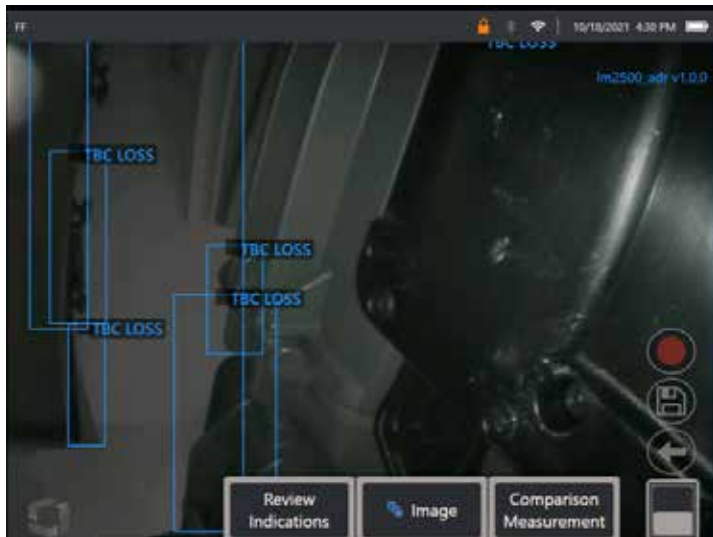 FF
10/18/2021 4:30 PM
TBC LOSS
lm2500_adr v1.0.0
TBC LOSS
TBC LOSS
TBC LOSS
TBC LOSS
Review
Indications
Image
Comparison
Measurement